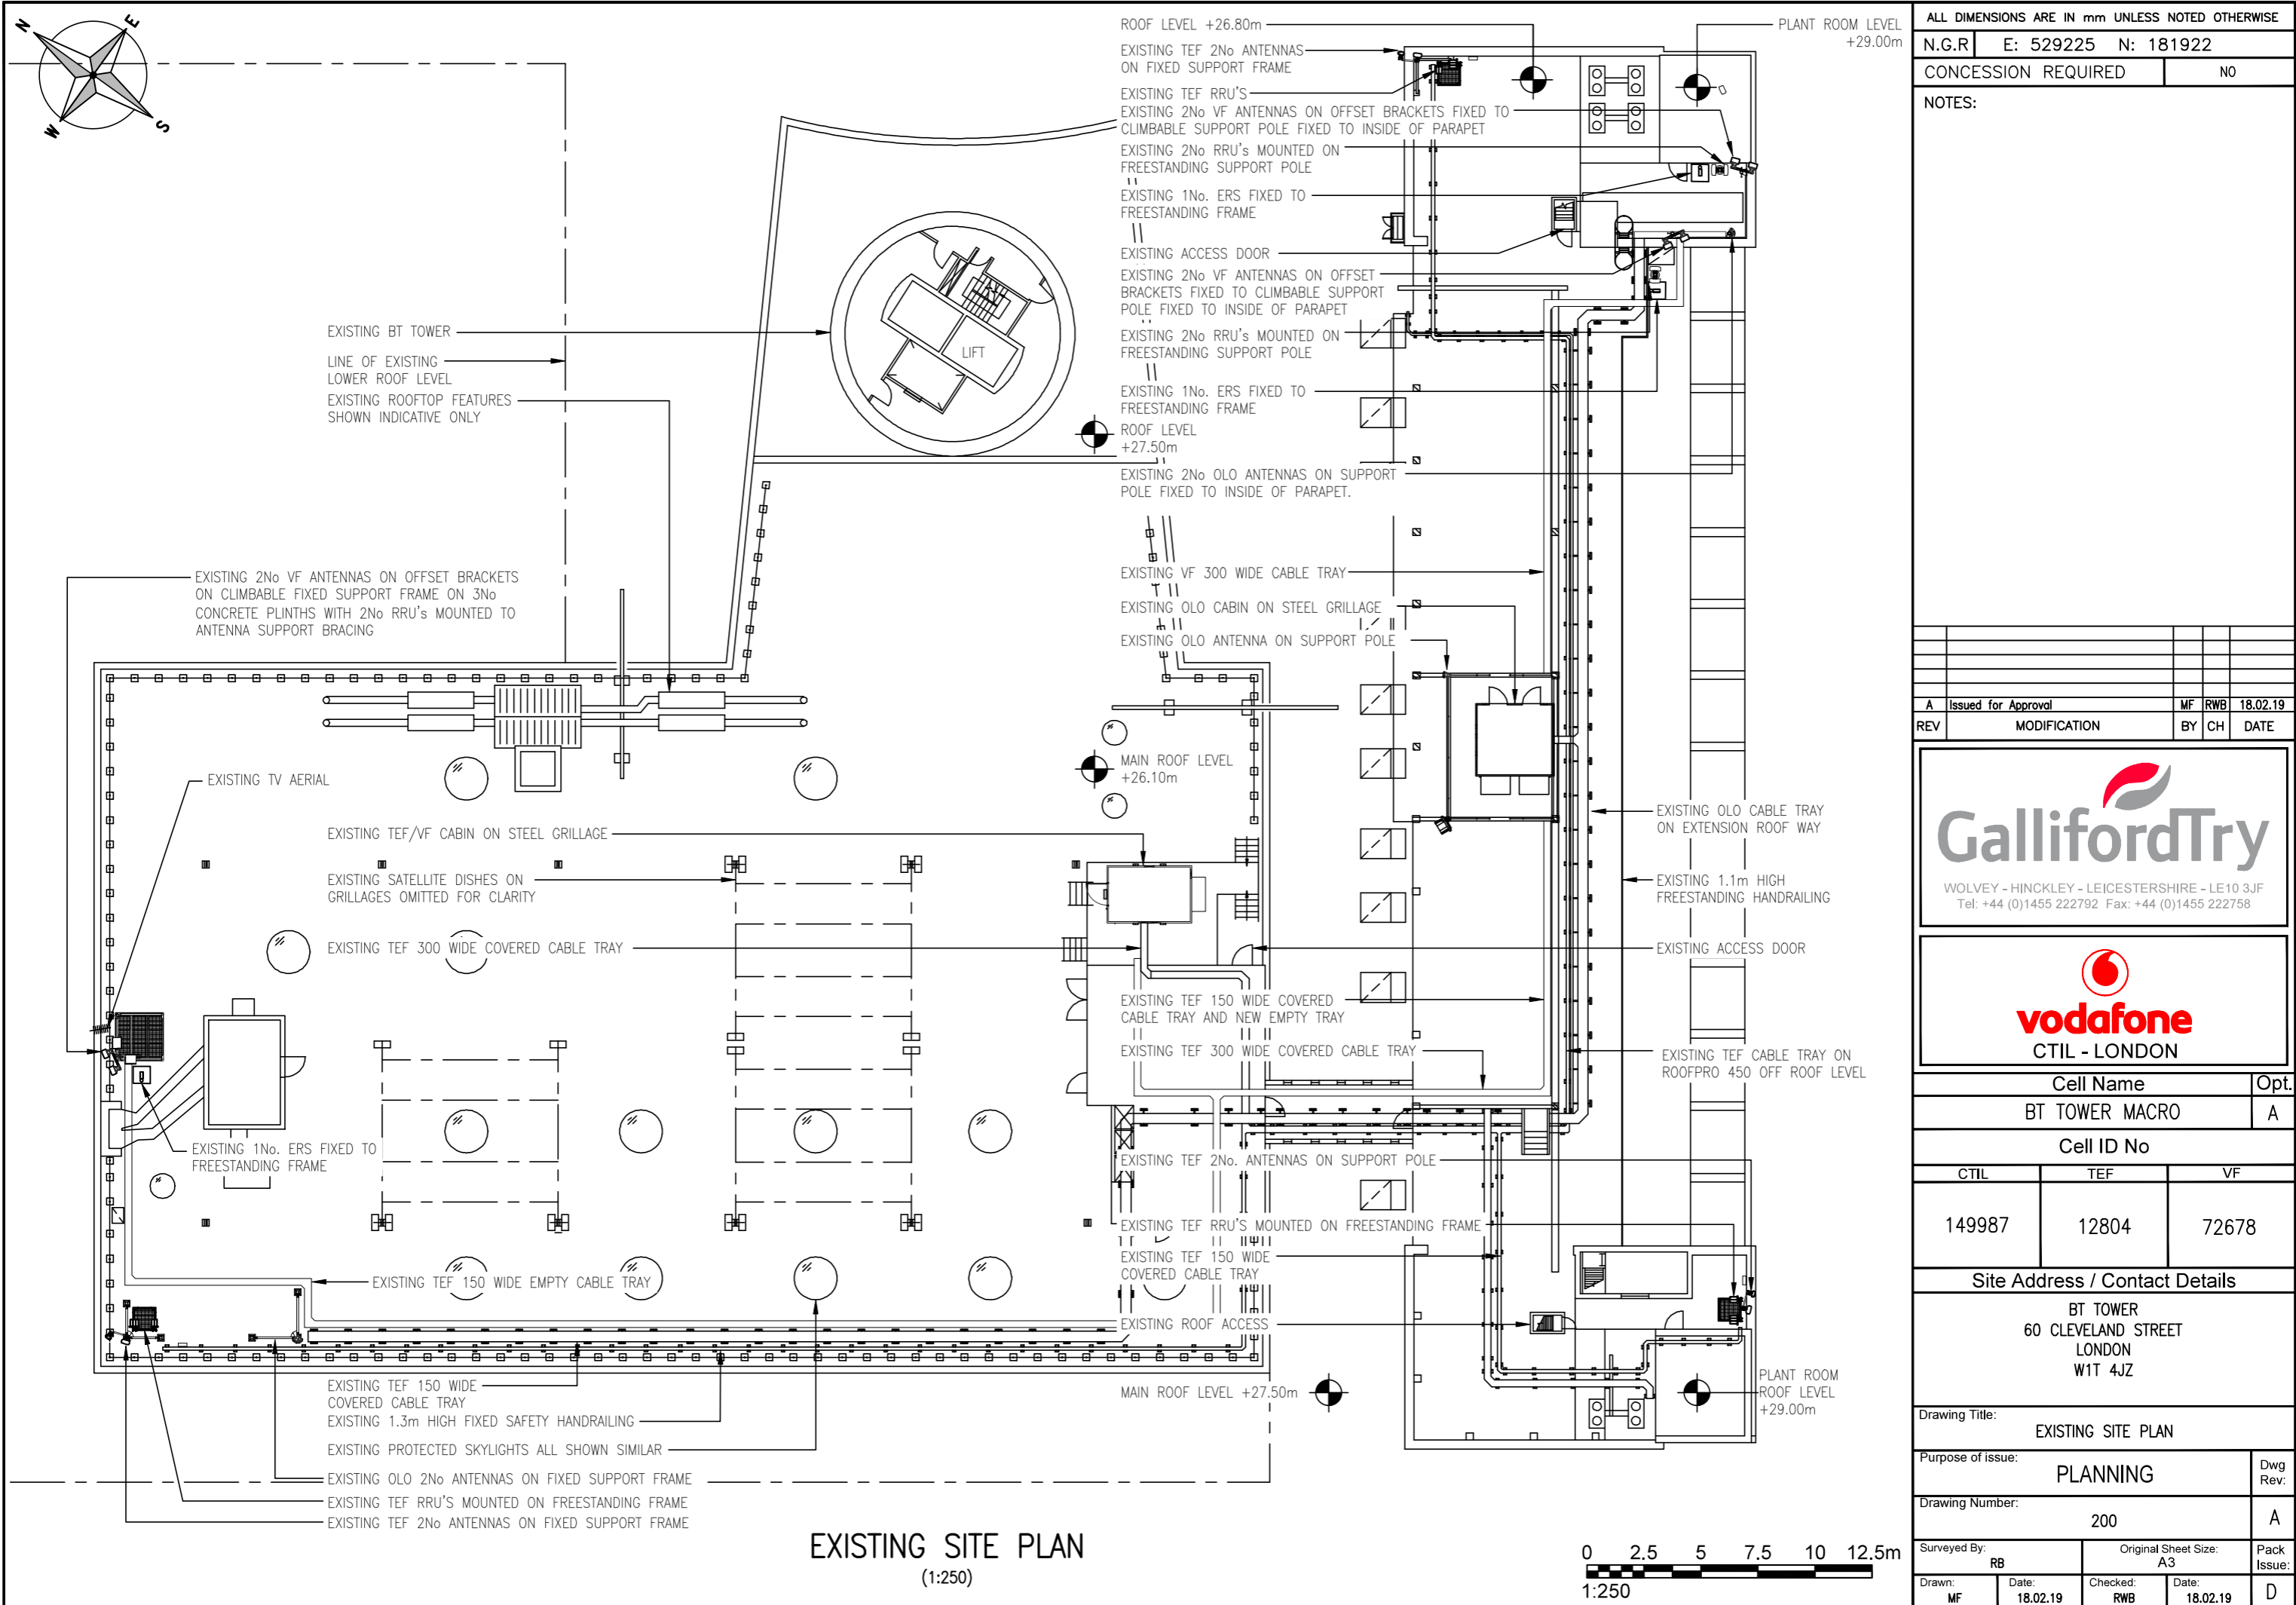 N
E
W
S
ROOF LEVEL +26.80m
EXISTING TEF 2No ANTENNAS
ON FIXED SUPPORT FRAME
EXISTING TEF RRU'S
EXISTING 2No VF ANTENNAS ON OFFSET BRACKETS FIXED TO
CLIMBABLE SUPPORT POLE FIXED TO INSIDE OF PARAPET
EXISTING 2No RRU's MOUNTED ON
FREESTANDING SUPPORT POLE
EXISTING 1No. ERS FIXED TO
FREESTANDING FRAME
EXISTING ACCESS DOOR
EXISTING 2No VF ANTENNAS ON OFFSET
BRACKETS FIXED TO CLIMBABLE SUPPORT
POLE FIXED TO INSIDE OF PARAPET
EXISTING 2No RRU's MOUNTED ON
FREESTANDING SUPPORT POLE
EXISTING 1No. ERS FIXED TO
FREESTANDING FRAME
ROOF LEVEL
+27.50m
EXISTING 2No OLO ANTENNAS ON SUPPORT
POLE FIXED TO INSIDE OF PARAPET.
EXISTING VF 300 WIDE CABLE TRAY
EXISTING OLO CABIN ON STEEL GRILLAGE
EXISTING OLO ANTENNA ON SUPPORT POLE
MAIN ROOF LEVEL
+26.10m
PLANT ROOM LEVEL
+29.00m
EXISTING BT TOWER
LINE OF EXISTING
LOWER ROOF LEVEL
EXISTING ROOFTOP FEATURES
SHOWN INDICATIVE ONLY
LIFT
EXISTING 2No VF ANTENNAS ON OFFSET BRACKETS
ON CLIMBABLE FIXED SUPPORT FRAME ON 3No
CONCRETE PLINTHS WITH 2No RRU's MOUNTED TO
ANTENNA SUPPORT BRACING
EXISTING TV AERIAL
EXISTING TEF/VF CABIN ON STEEL GRILLAGE
EXISTING SATELLITE DISHES ON
GRILLAGES OMITTED FOR CLARITY
EXISTING TEF 300 WIDE COVERED CABLE TRAY
EXISTING OLO CABLE TRAY
ON EXTENSION ROOF WAY
EXISTING 1.1m HIGH
FREESTANDING HANDRAILING
EXISTING ACCESS DOOR
EXISTING TEF 150 WIDE COVERED
CABLE TRAY AND NEW EMPTY TRAY
EXISTING TEF 300 WIDE COVERED CABLE TRAY
EXISTING TEF CABLE TRAY ON
ROOFPRO 450 OFF ROOF LEVEL
EXISTING 1No. ERS FIXED TO
FREESTANDING FRAME
EXISTING TEF 2No. ANTENNAS ON SUPPORT POLE
EXISTING TEF RRU'S MOUNTED ON FREESTANDING FRAME
EXISTING TEF 150 WIDE
COVERED CABLE TRAY
EXISTING TEF 150 WIDE EMPTY CABLE TRAY
EXISTING ROOF ACCESS
MAIN ROOF LEVEL +27.50m
PLANT ROOM
ROOF LEVEL
+29.00m
EXISTING TEF 150 WIDE
COVERED CABLE TRAY
EXISTING 1.3m HIGH FIXED SAFETY HANDRAILING
EXISTING PROTECTED SKYLIGHTS ALL SHOWN SIMILAR
EXISTING OLO 2No ANTENNAS ON FIXED SUPPORT FRAME
EXISTING TEF RRU'S MOUNTED ON FREESTANDING FRAME
EXISTING TEF 2No ANTENNAS ON FIXED SUPPORT FRAME
EXISTING SITE PLAN
(1:250)
0 2.5 5 7.5 10 12.5m
1:250
ALL DIMENSIONS ARE IN mm UNLESS NOTED OTHERWISE
N.G.R E: 529225 N: 181922
CONCESSION REQUIRED NO
NOTES:
A Issued for Approval MF RWB 18.02.19
REV MODIFICATION BY CH DATE
GallifordTry
WOLVEY - HINCKLEY - LEICESTERSHIRE - LE10 3JF
Tel: +44 (0)1455 222792 Fax: +44 (0)1455 222758
vodafone
CTIL - LONDON
Cell Name Opt.
BT TOWER MACRO A
Cell ID No
CTIL TEF VF
149987 12804 72678
Site Address / Contact Details
BT TOWER
60 CLEVELAND STREET
LONDON
W1T 4JZ
Drawing Title:
EXISTING SITE PLAN
Purpose of issue:
PLANNING
Dwg
Rev:
Drawing Number:
200 A
Surveyed By:
RB
Original Sheet Size:
A3
Pack
Issue:
Drawn: Date: Checked: Date:
MF 18.02.19 RWB 18.02.19 D